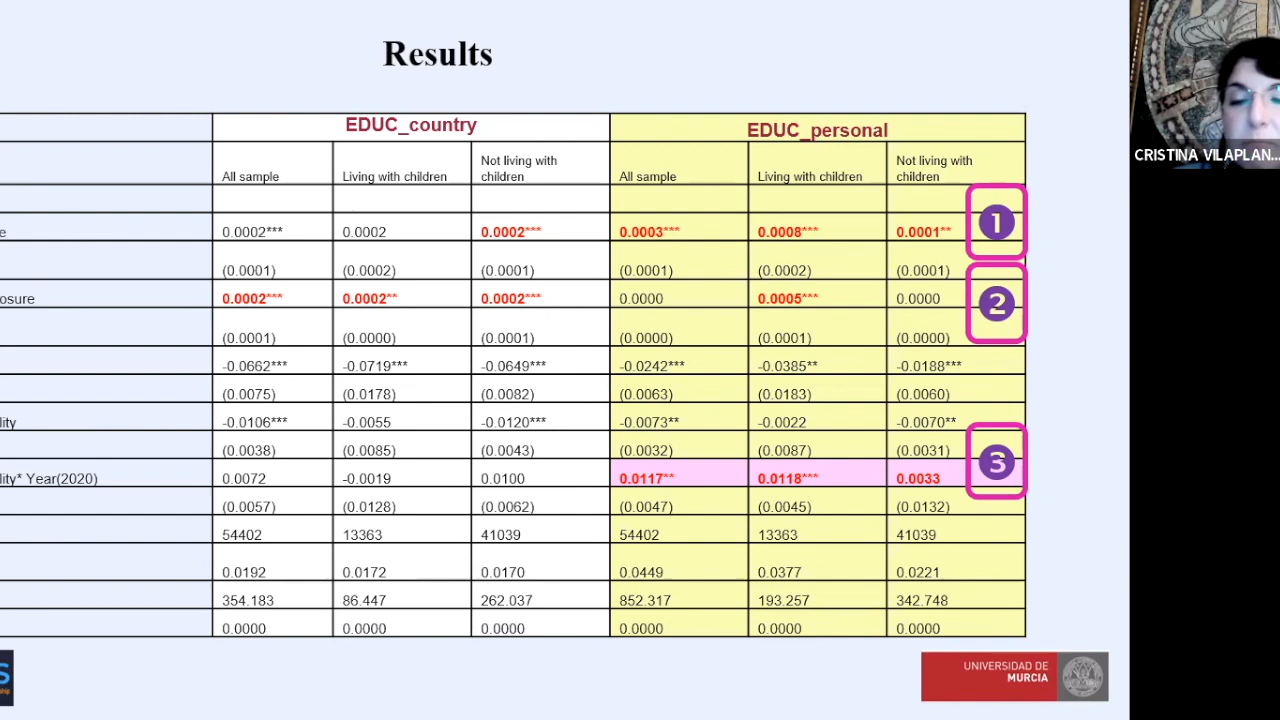 Results
EDUC_country EDUC_personal
All sample Living with children Not living with children All sample Living with children Not living with children
e 0.0002*** 0.0002 0.0002*** 0.0003*** 0.0008*** 0.0001** 1
(0.0001) (0.0002) (0.0001) (0.0001) (0.0002) (0.0001)
osure 0.0002*** 0.0002** 0.0002*** 0.0000 0.0005*** 0.0000 2
(0.0001) (0.0000) (0.0001) (0.0000) (0.0001) (0.0000)
-0.0662*** -0.0719*** -0.0649*** -0.0242*** -0.0385** -0.0188***
(0.0075) (0.0178) (0.0082) (0.0063) (0.0183) (0.0060)
lity -0.0106*** -0.0055 -0.0120*** -0.0073** -0.0022 -0.0070**
(0.0038) (0.0085) (0.0043) (0.0032) (0.0087) (0.0031)
lity* Year(2020) 0.0072 -0.0019 0.0100 0.0117** 0.0118*** 0.0033 3
(0.0057) (0.0128) (0.0062) (0.0047) (0.0045) (0.0132)
54402 13363 41039 54402 13363 41039
0.0192 0.0172 0.0170 0.0449 0.0377 0.0221
354.183 86.447 262.037 852.317 193.257 342.748
0.0000 0.0000 0.0000 0.0000 0.0000 0.0000
S
UNIVERSIDAD DE
MURCIA
CRISTINA VILAPLAN...